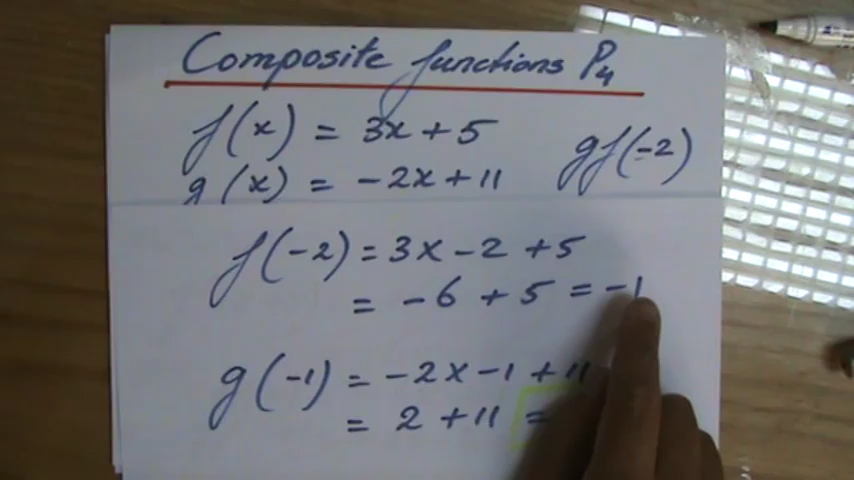 Composite functions P4
f(x) = 3x + 5
g(x) = -2x + 11
gf(-2)
f(-2) = 3x - 2 + 5
= -6 + 5 = -1
g(-1) = -2x - 1 + 11
= 2 + 11 =